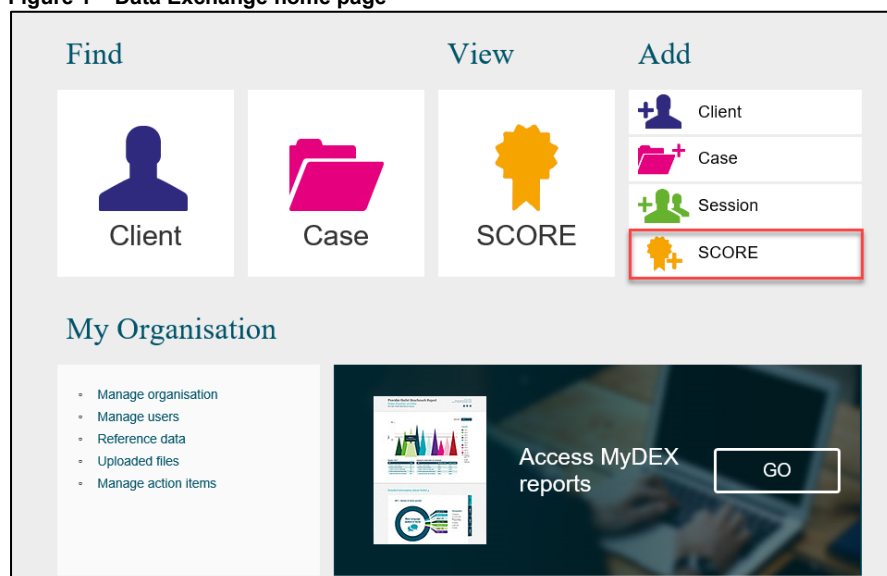 Figure 1 – Data Exchange home page
Find
View
Add
Client
Case
SCORE
Client
Case
Session
SCORE
My Organisation
Manage organisation
Manage users
Reference data
Uploaded files
Manage action items
Access MyDEX
reports
GO